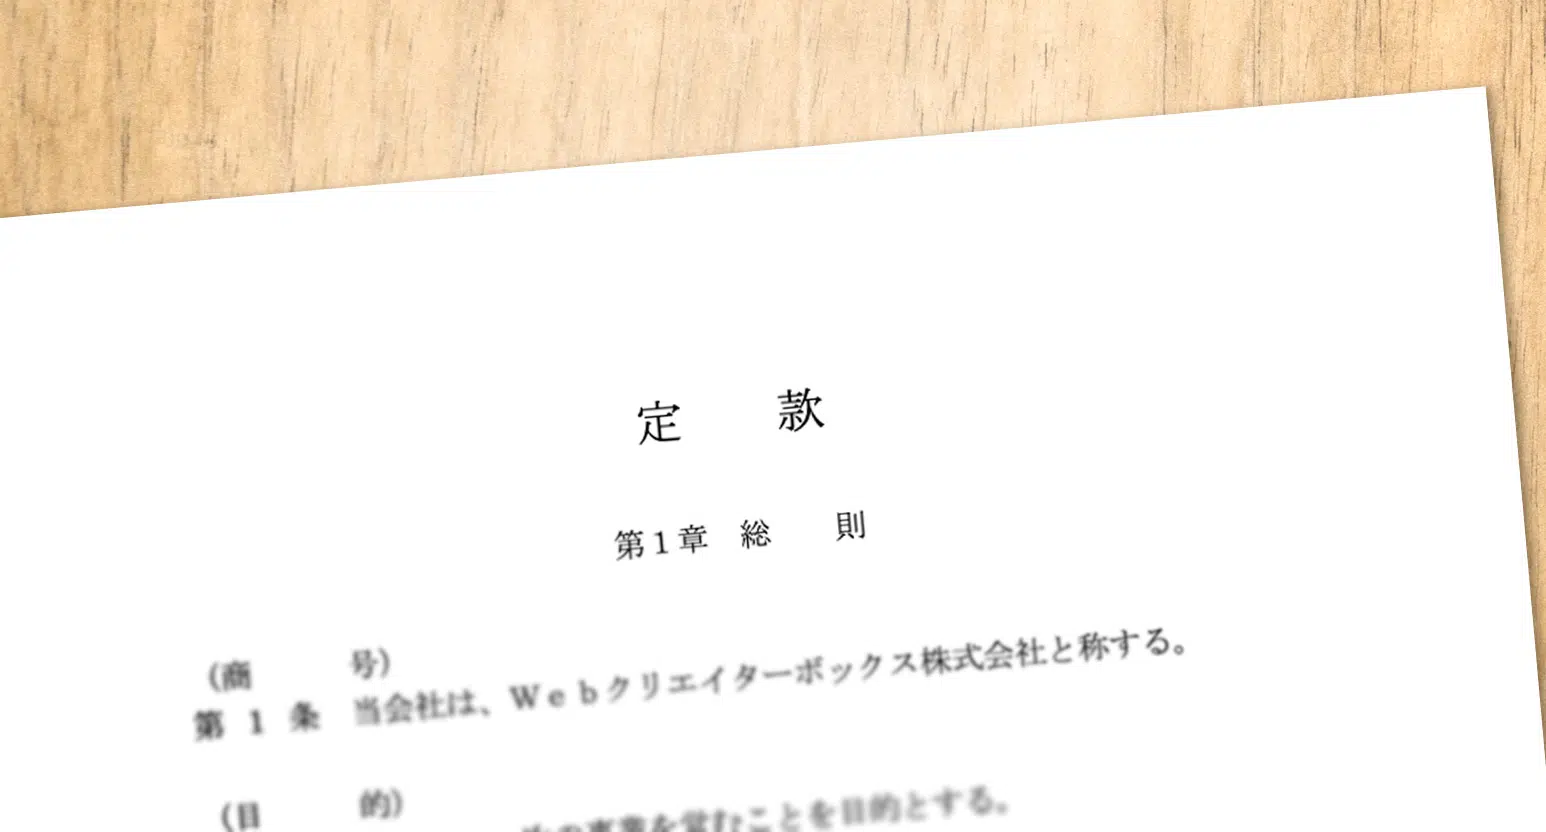 定　　款
第1章　総　　則
（商　　　号）
第　1　条　当会社は、Ｗｅｂクリエイターボックス株式会社と称する。
（目　　　的）
次の事業を営むことを目的とする。